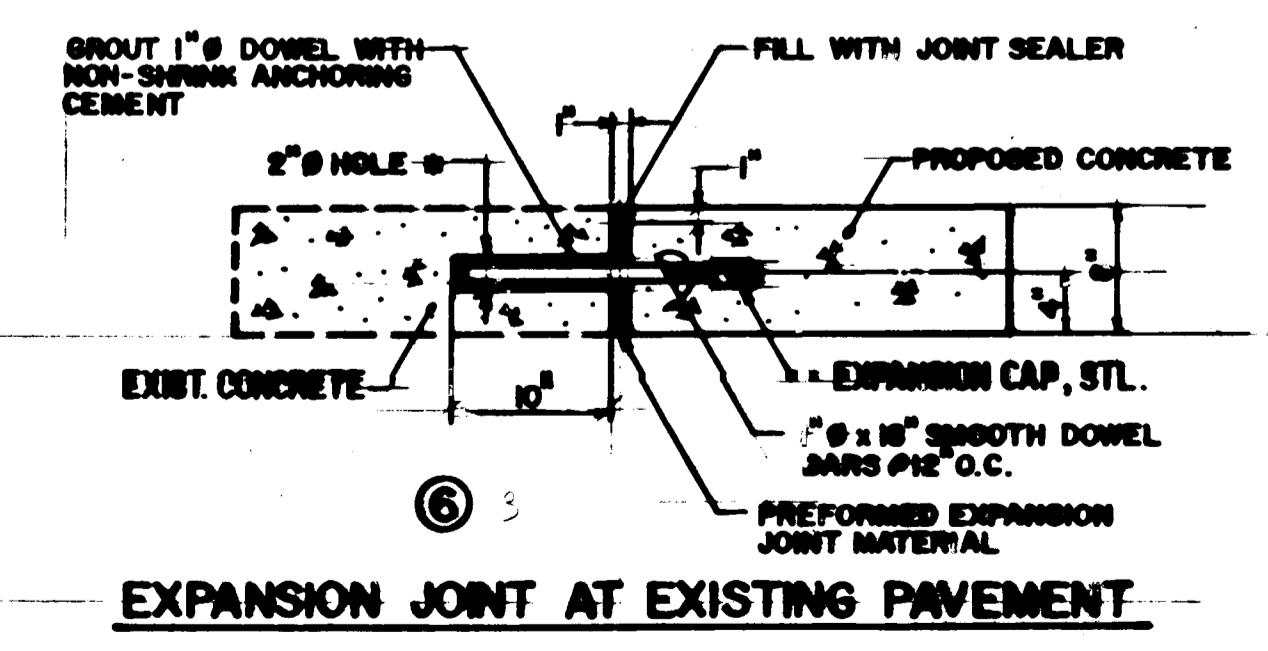 GROUT 1"Ø DOWEL WITH
NON-SHRINK ANCHORING
CEMENT
FILL WITH JOINT SEALER
1"
2"Ø HOLE *
1"
PROPOSED CONCRETE
EXIST. CONCRETE
10"
EXPANSION CAP, STL.
1"Ø x 18" SMOOTH DOWEL
BARS @12" O.C.
PREFORMED EXPANSION
JOINT MATERIAL
6 3
EXPANSION JOINT AT EXISTING PAVEMENT